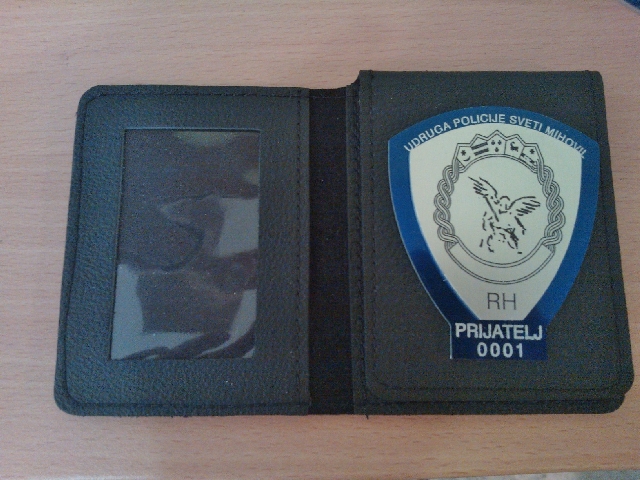 UDRUGA POLICIJE SVETI MIHOVIL
RH
PRIJATELJ
0001